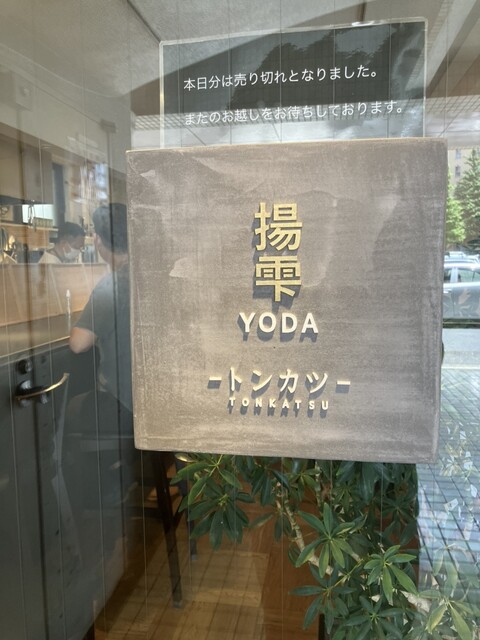 本日分は売り切れとなりました。
またのお越しをお待ちしております。
揚
雫
YODA
-トンカツ-
TONKATSU